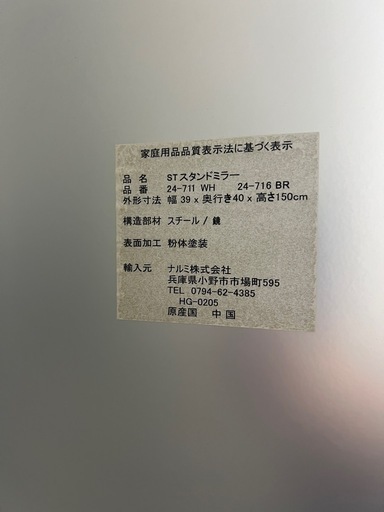 家庭用品品質表示法に基づく表示
品 名 STスタンドミラー
品 番 24-711 WH 24-716 BR
外形寸法 幅 39 x 奥行き40 x 高さ150cm
構造部材 スチール / 鏡
表面加工 粉体塗装
輸入元 ナルミ株式会社
兵庫県小野市市場町595
TEL 0794-62-4385
HG-0205
原産国 中 国